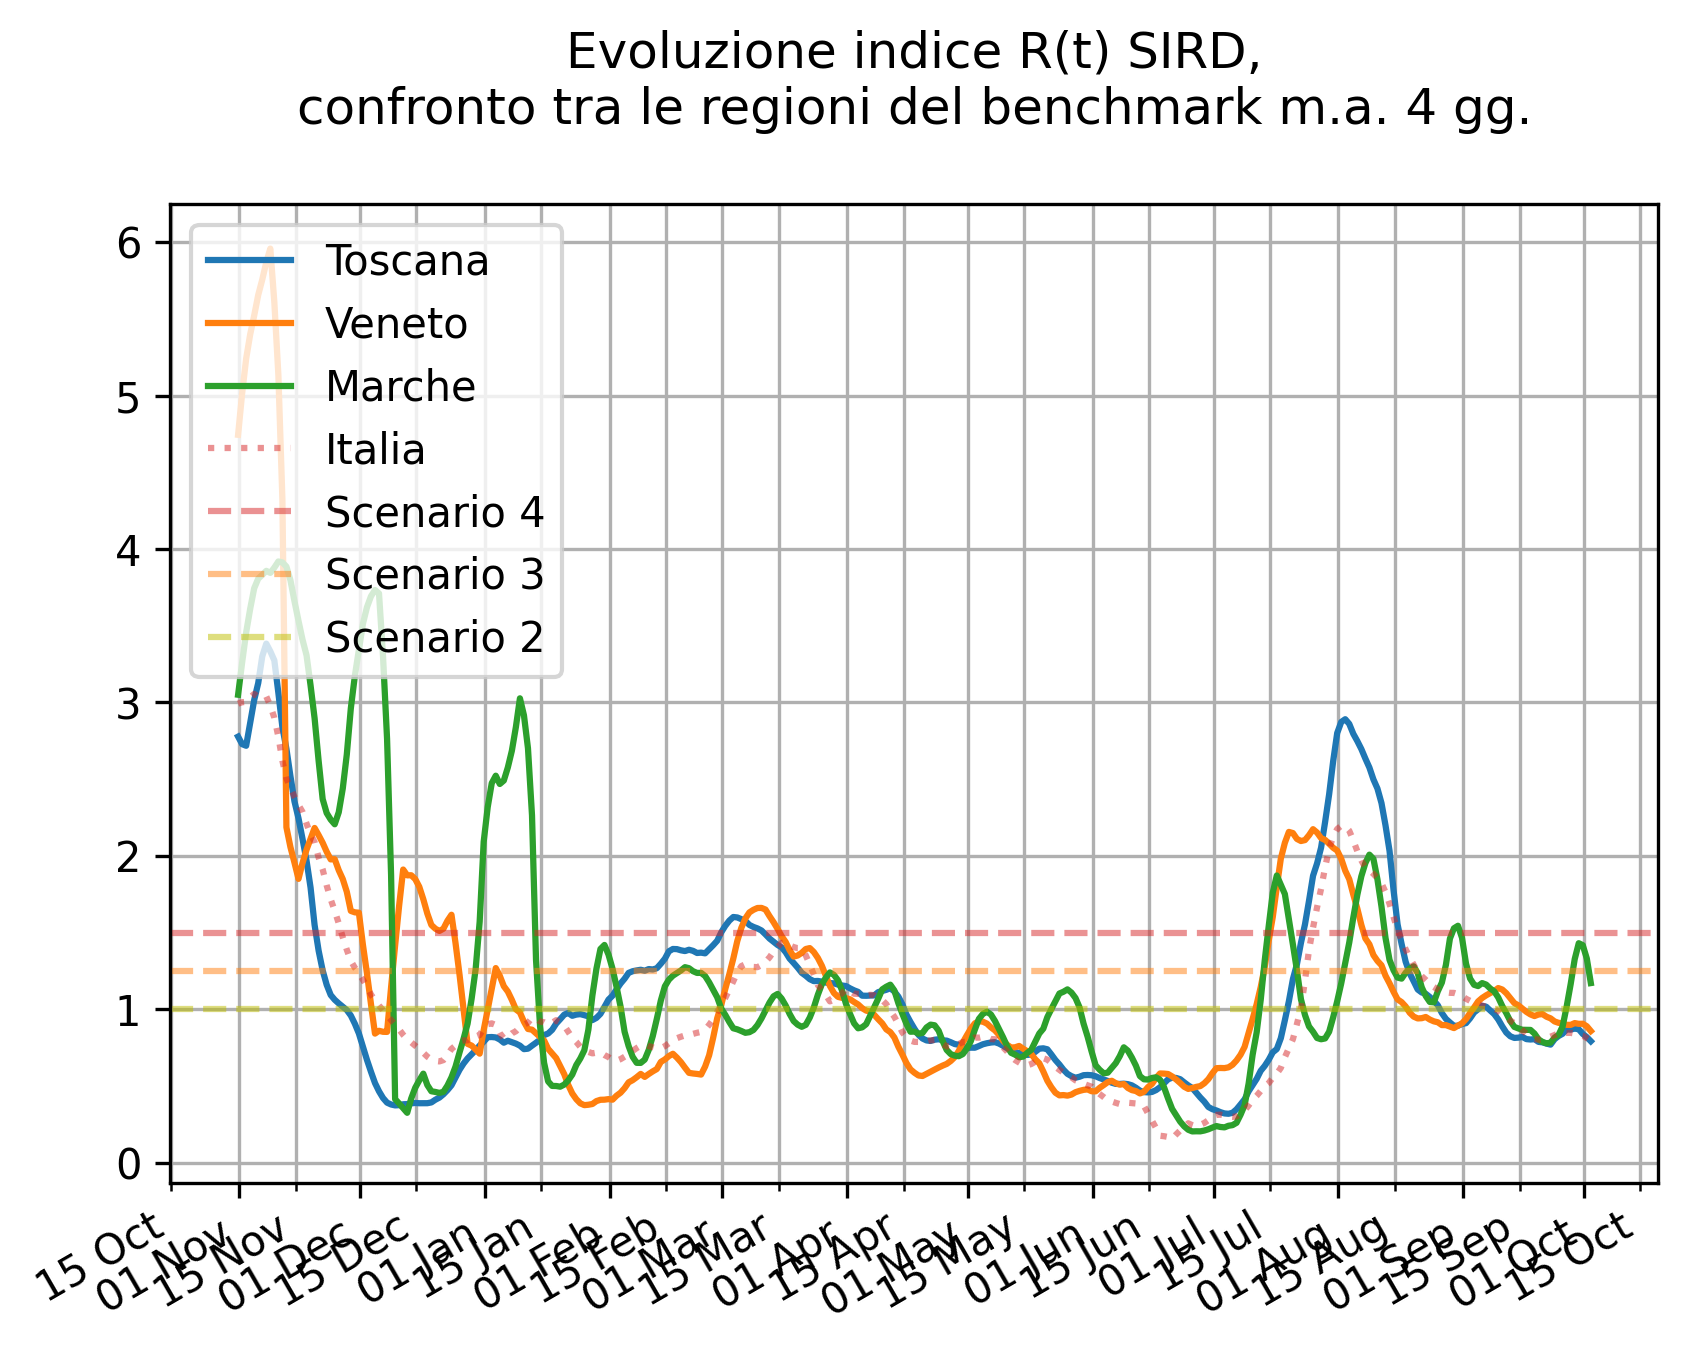 Evoluzione indice R(t) SIRD,
confronto tra le regioni del benchmark m.a. 4 gg.
6
5
4
3
2
1
0
Toscana
Veneto
Marche
Italia
Scenario 4
Scenario 3
Scenario 2
15 Oct
01 Nov
15 Nov
01 Dec
15 Dec
01 Jan
15 Jan
01 Feb
15 Feb
01 Mar
15 Mar
01 Apr
15 Apr
01 May
15 May
01 Jun
15 Jun
01 Jul
15 Jul
01 Aug
15 Aug
01 Sep
15 Sep
01 Oct
15 Oct